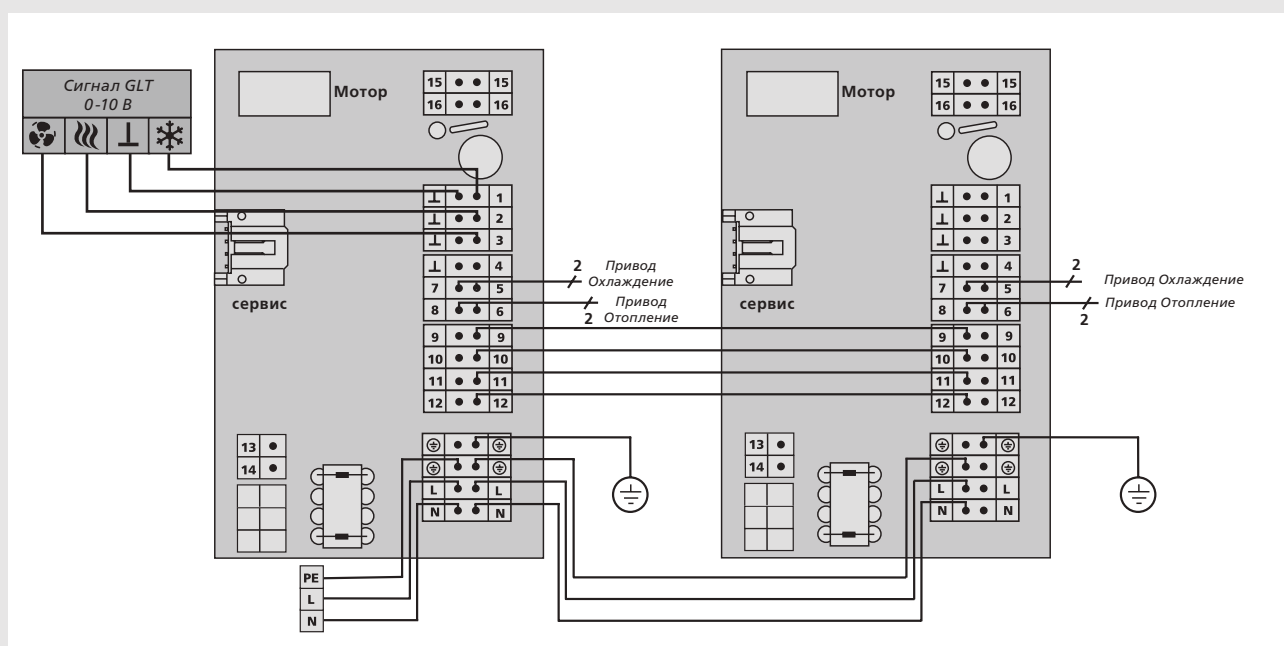 Сигнал GLT
0-10 В
Мотор
15 15
16 16
⊥ 1
⊥ 2
⊥ 3
⊥ 4
7 5
8 6
9 9
10 10
11 11
12 12
сервис
13
14
L L
N N
2 Привод
Охлаждение
Привод
2 Отопление
PE
L
N
Мотор
15 15
16 16
⊥ 1
⊥ 2
⊥ 3
⊥ 4
7 5
8 6
9 9
10 10
11 11
12 12
сервис
13
14
L L
N N
2
Привод Охлаждение
Привод Отопление
2